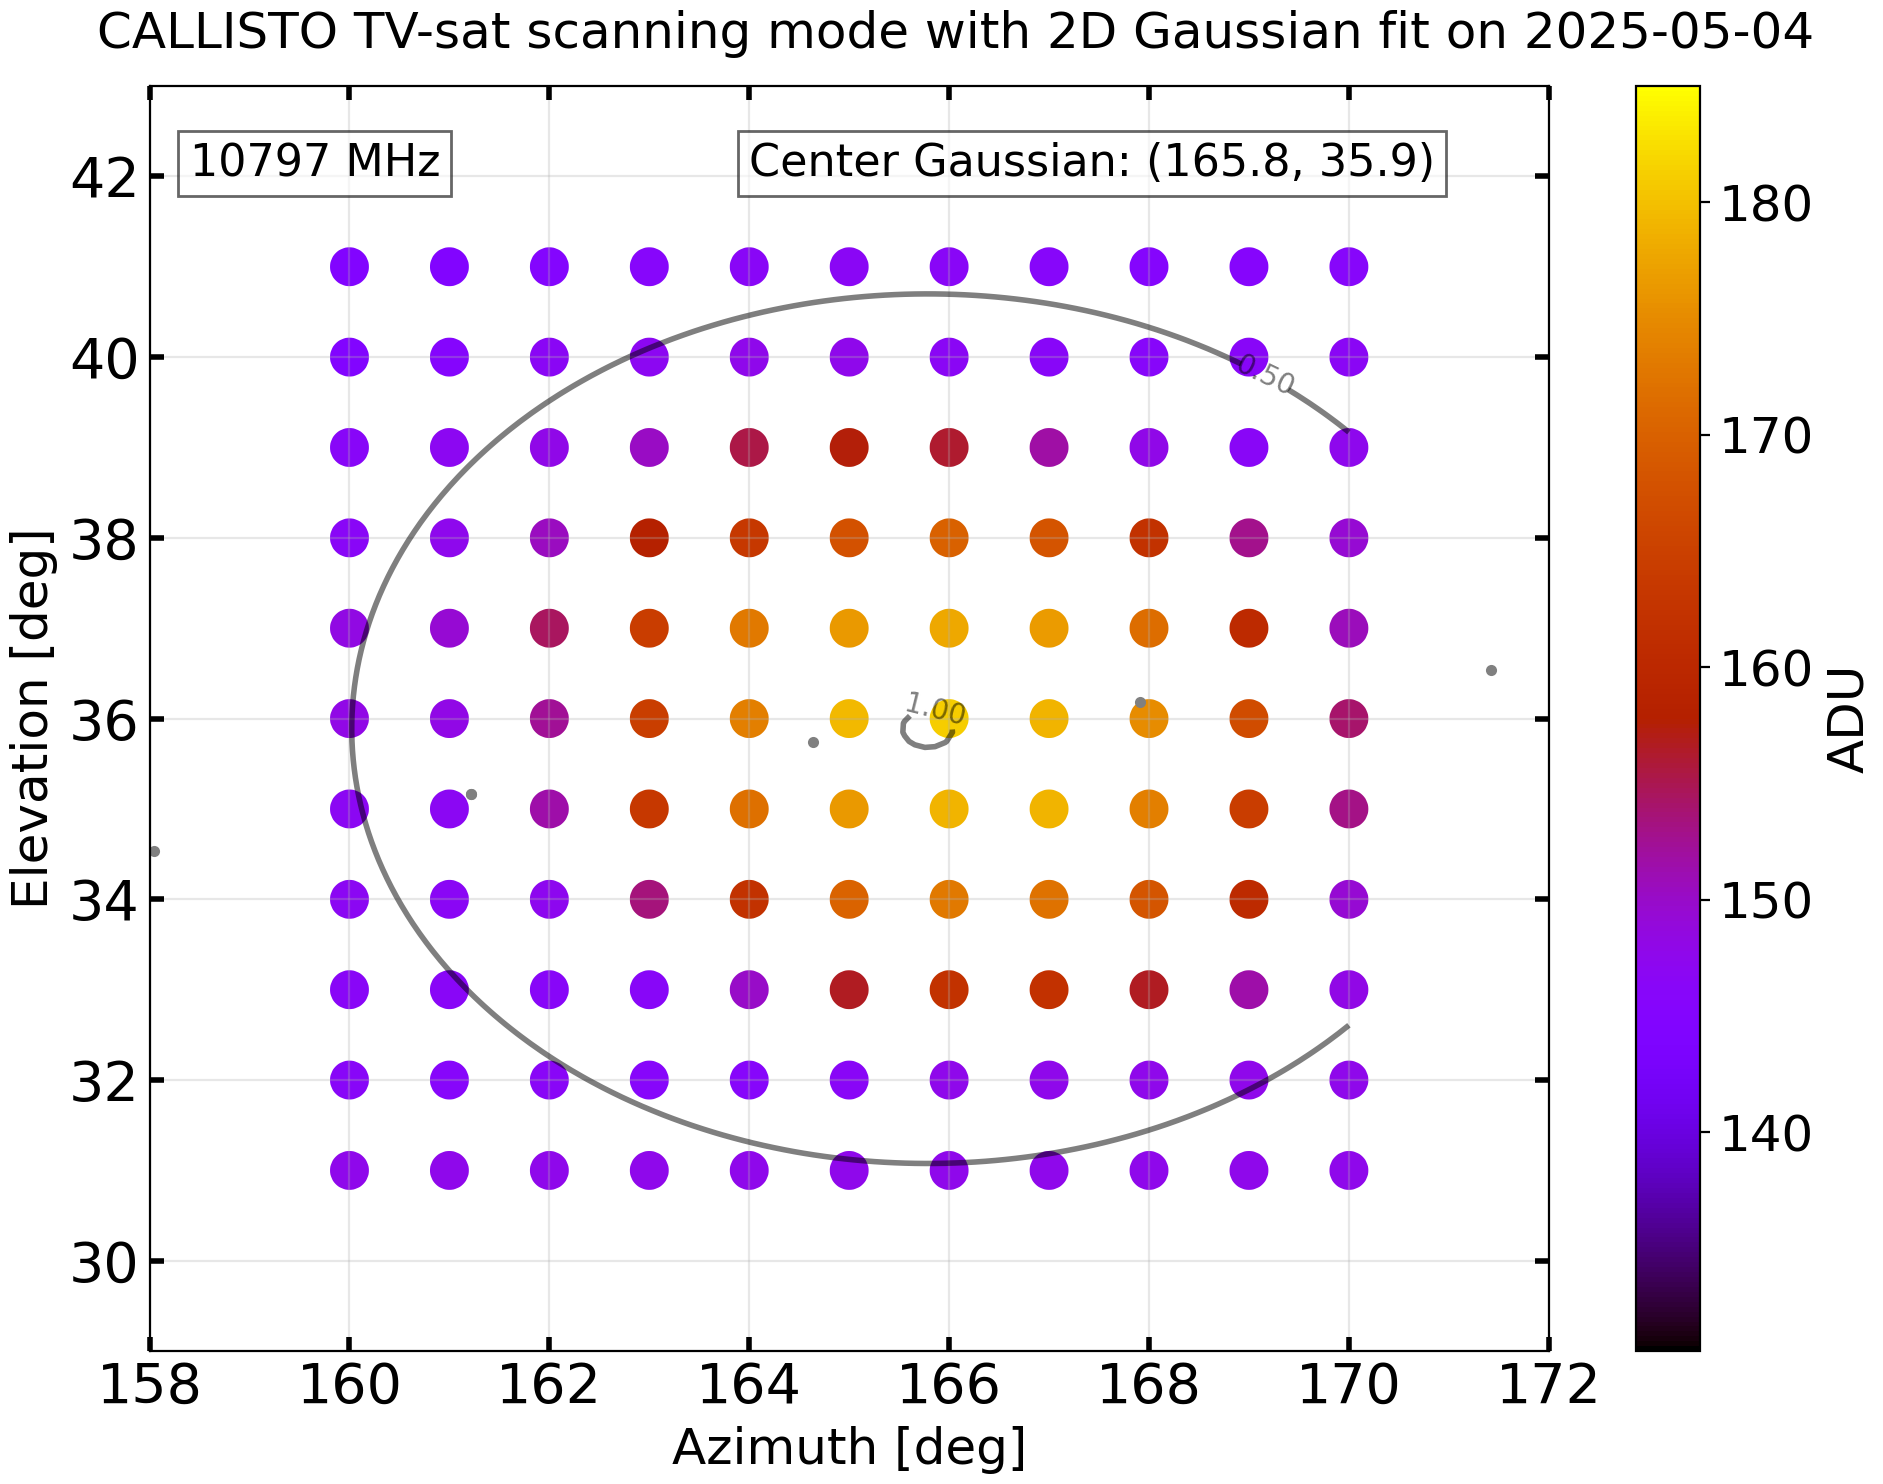 CALLISTO TV-sat scanning mode with 2D Gaussian fit on 2025-05-04
10797 MHz
Center Gaussian: (165.8, 35.9)
42
40
38
36
34
32
30
0.50
1.00
158 160 162 164 166 168 170 172
Azimuth [deg]
Elevation [deg]
180
170
160
150
140
ADU